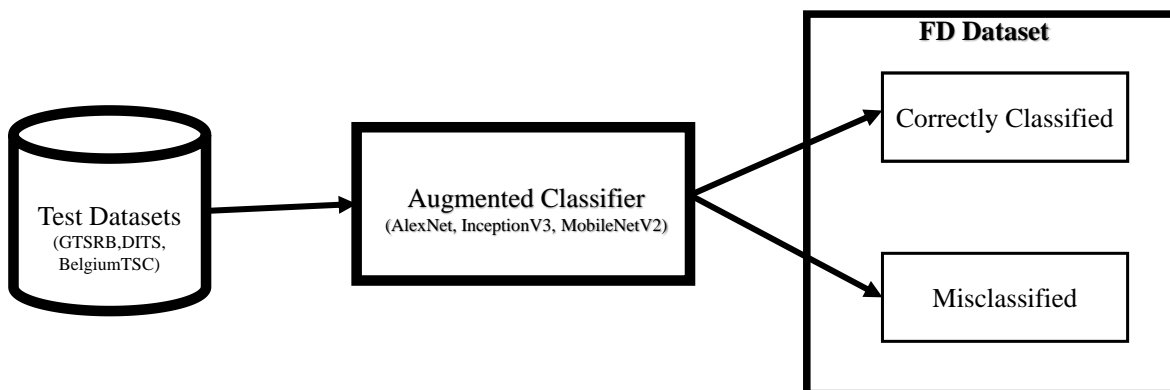 Test Datasets
(GTSRB,DITS,
BelgiumTSC)
Augmented Classifier
(AlexNet, InceptionV3, MobileNetV2)
FD Dataset
Correctly Classified
Misclassified